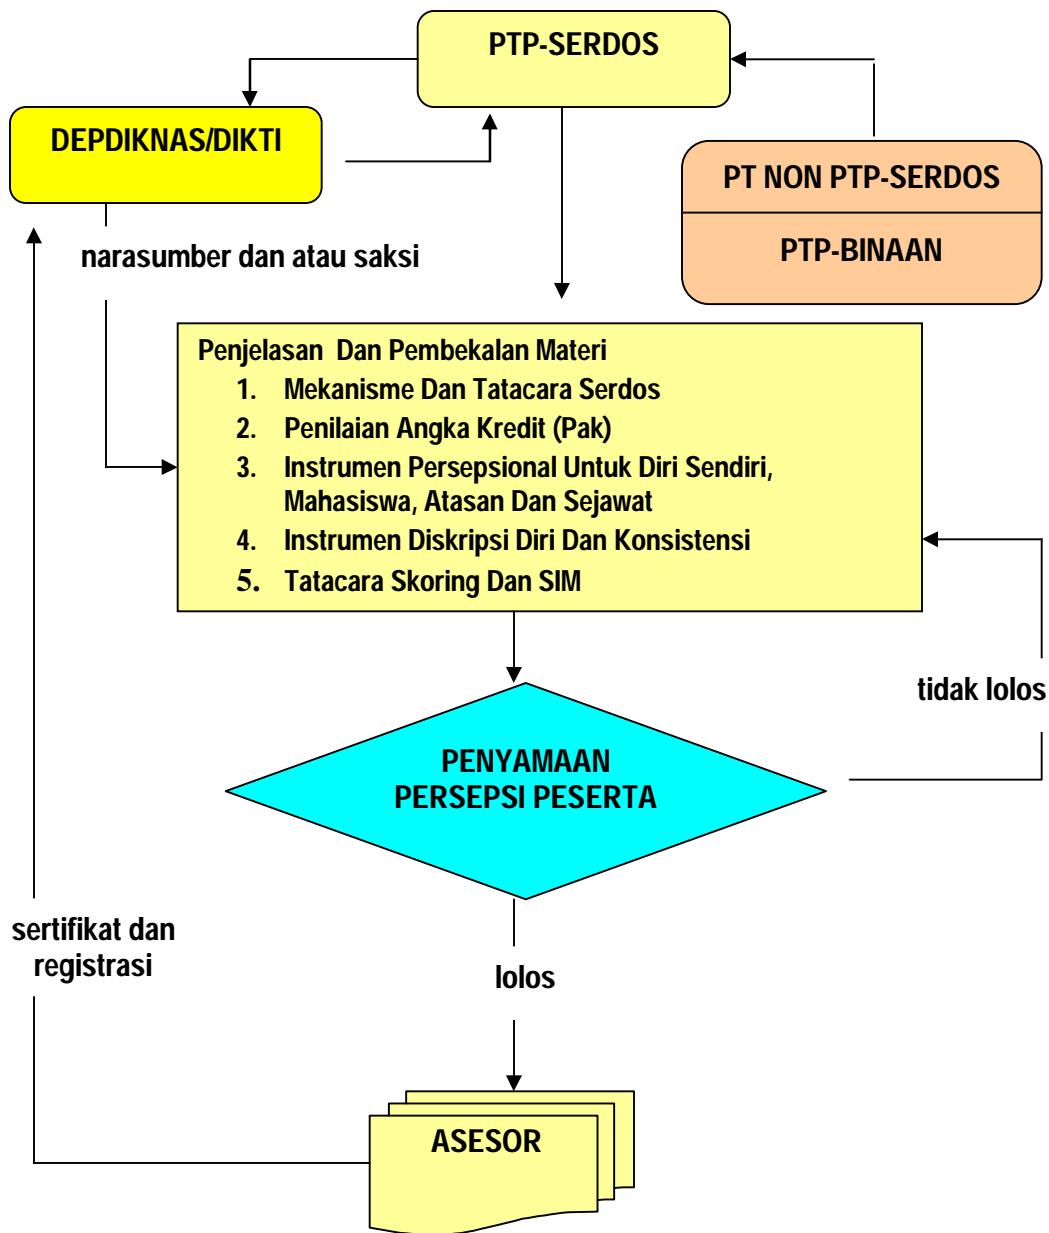 PTP-SERDOS
DEPDIKNAS/DIKTI
PT NON PTP-SERDOS
PTP-BINAAN
narasumber dan atau saksi
Penjelasan Dan Pembekalan Materi
1. Mekanisme Dan Tatacara Serdos
2. Penilaian Angka Kredit (Pak)
3. Instrumen Persepsional Untuk Diri Sendiri,
Mahasiswa, Atasan Dan Sejawat
4. Instrumen Diskripsi Diri Dan Konsistensi
5. Tatacara Skoring Dan SIM
tidak lolos
PENYAMAAN
PERSEPSI PESERTA
sertifikat dan
registrasi
lolos
ASESOR